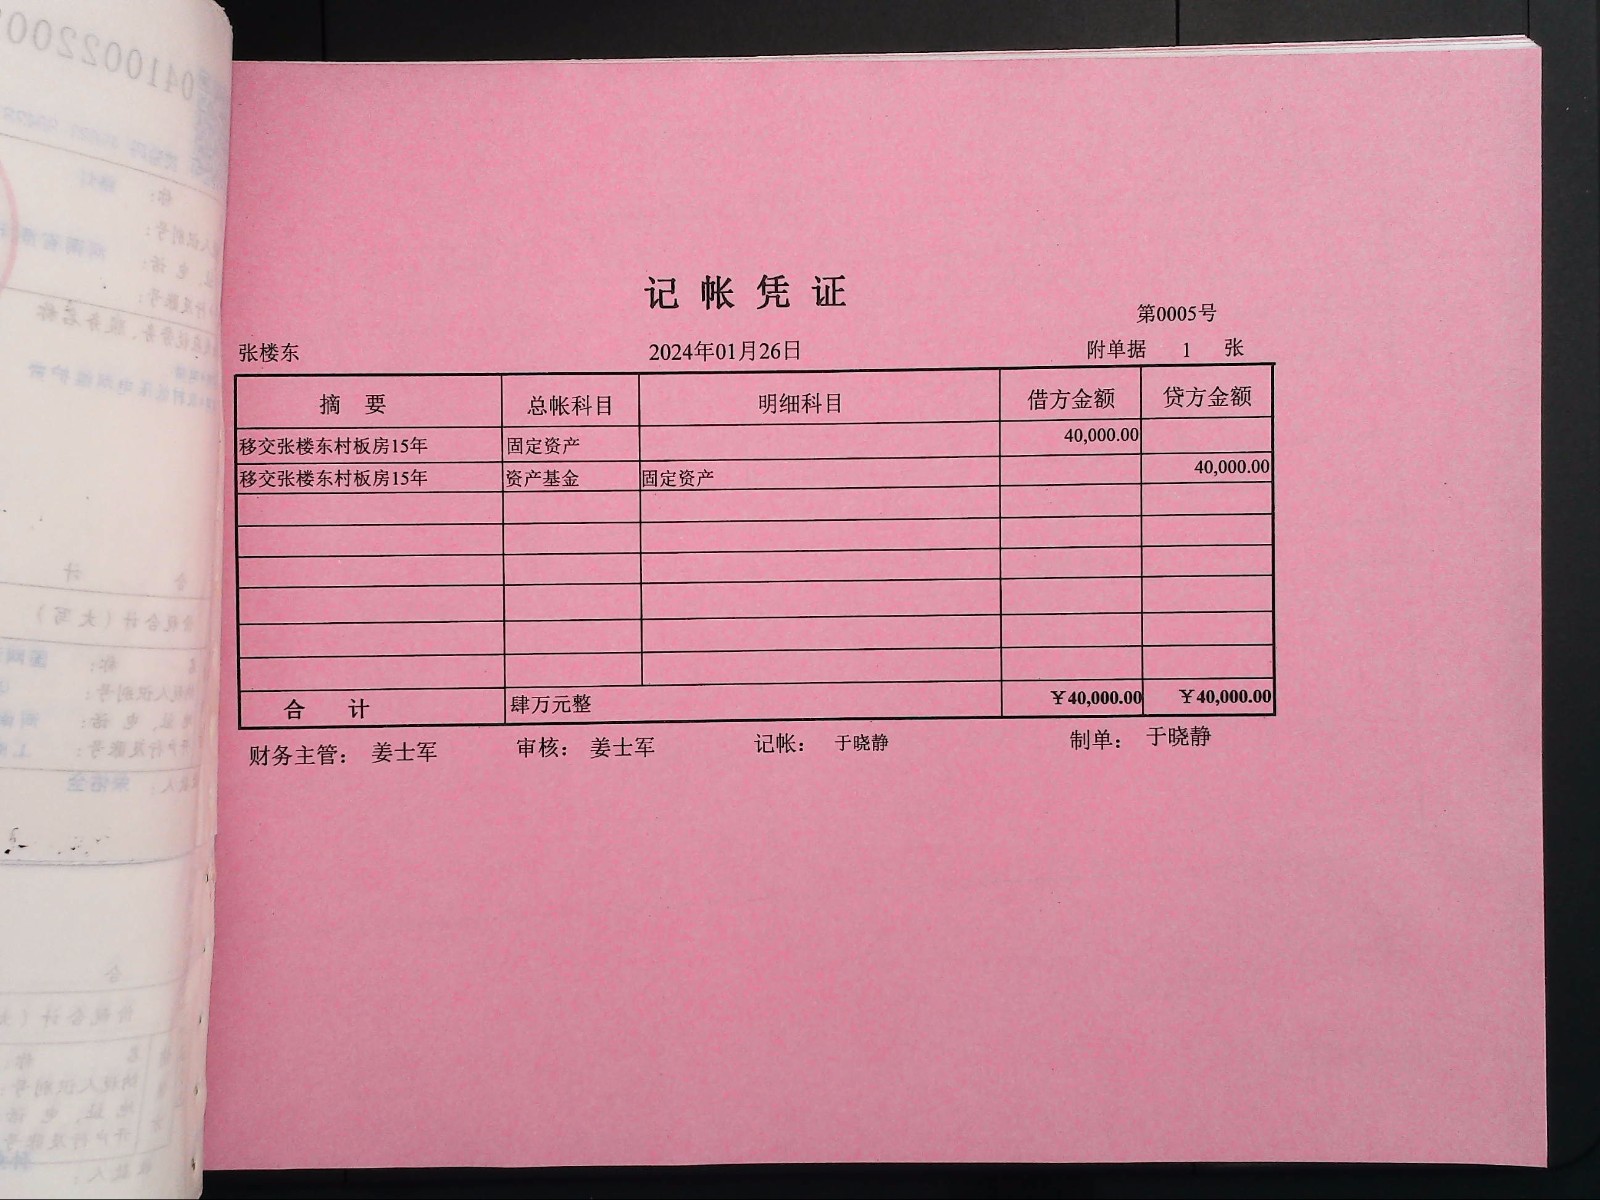 记帐凭证
第0005号
张楼东 2024年01月26日 附单据 1 张
摘 要 总帐科目 明细科目 借方金额 贷方金额
移交张楼东村板房15年 固定资产 40,000.00
移交张楼东村板房15年 资产基金 固定资产 40,000.00
合 计 肆万元整 ￥40,000.00 ￥40,000.00
财务主管： 姜士军 审核： 姜士军 记帐： 于晓静 制单： 于晓静